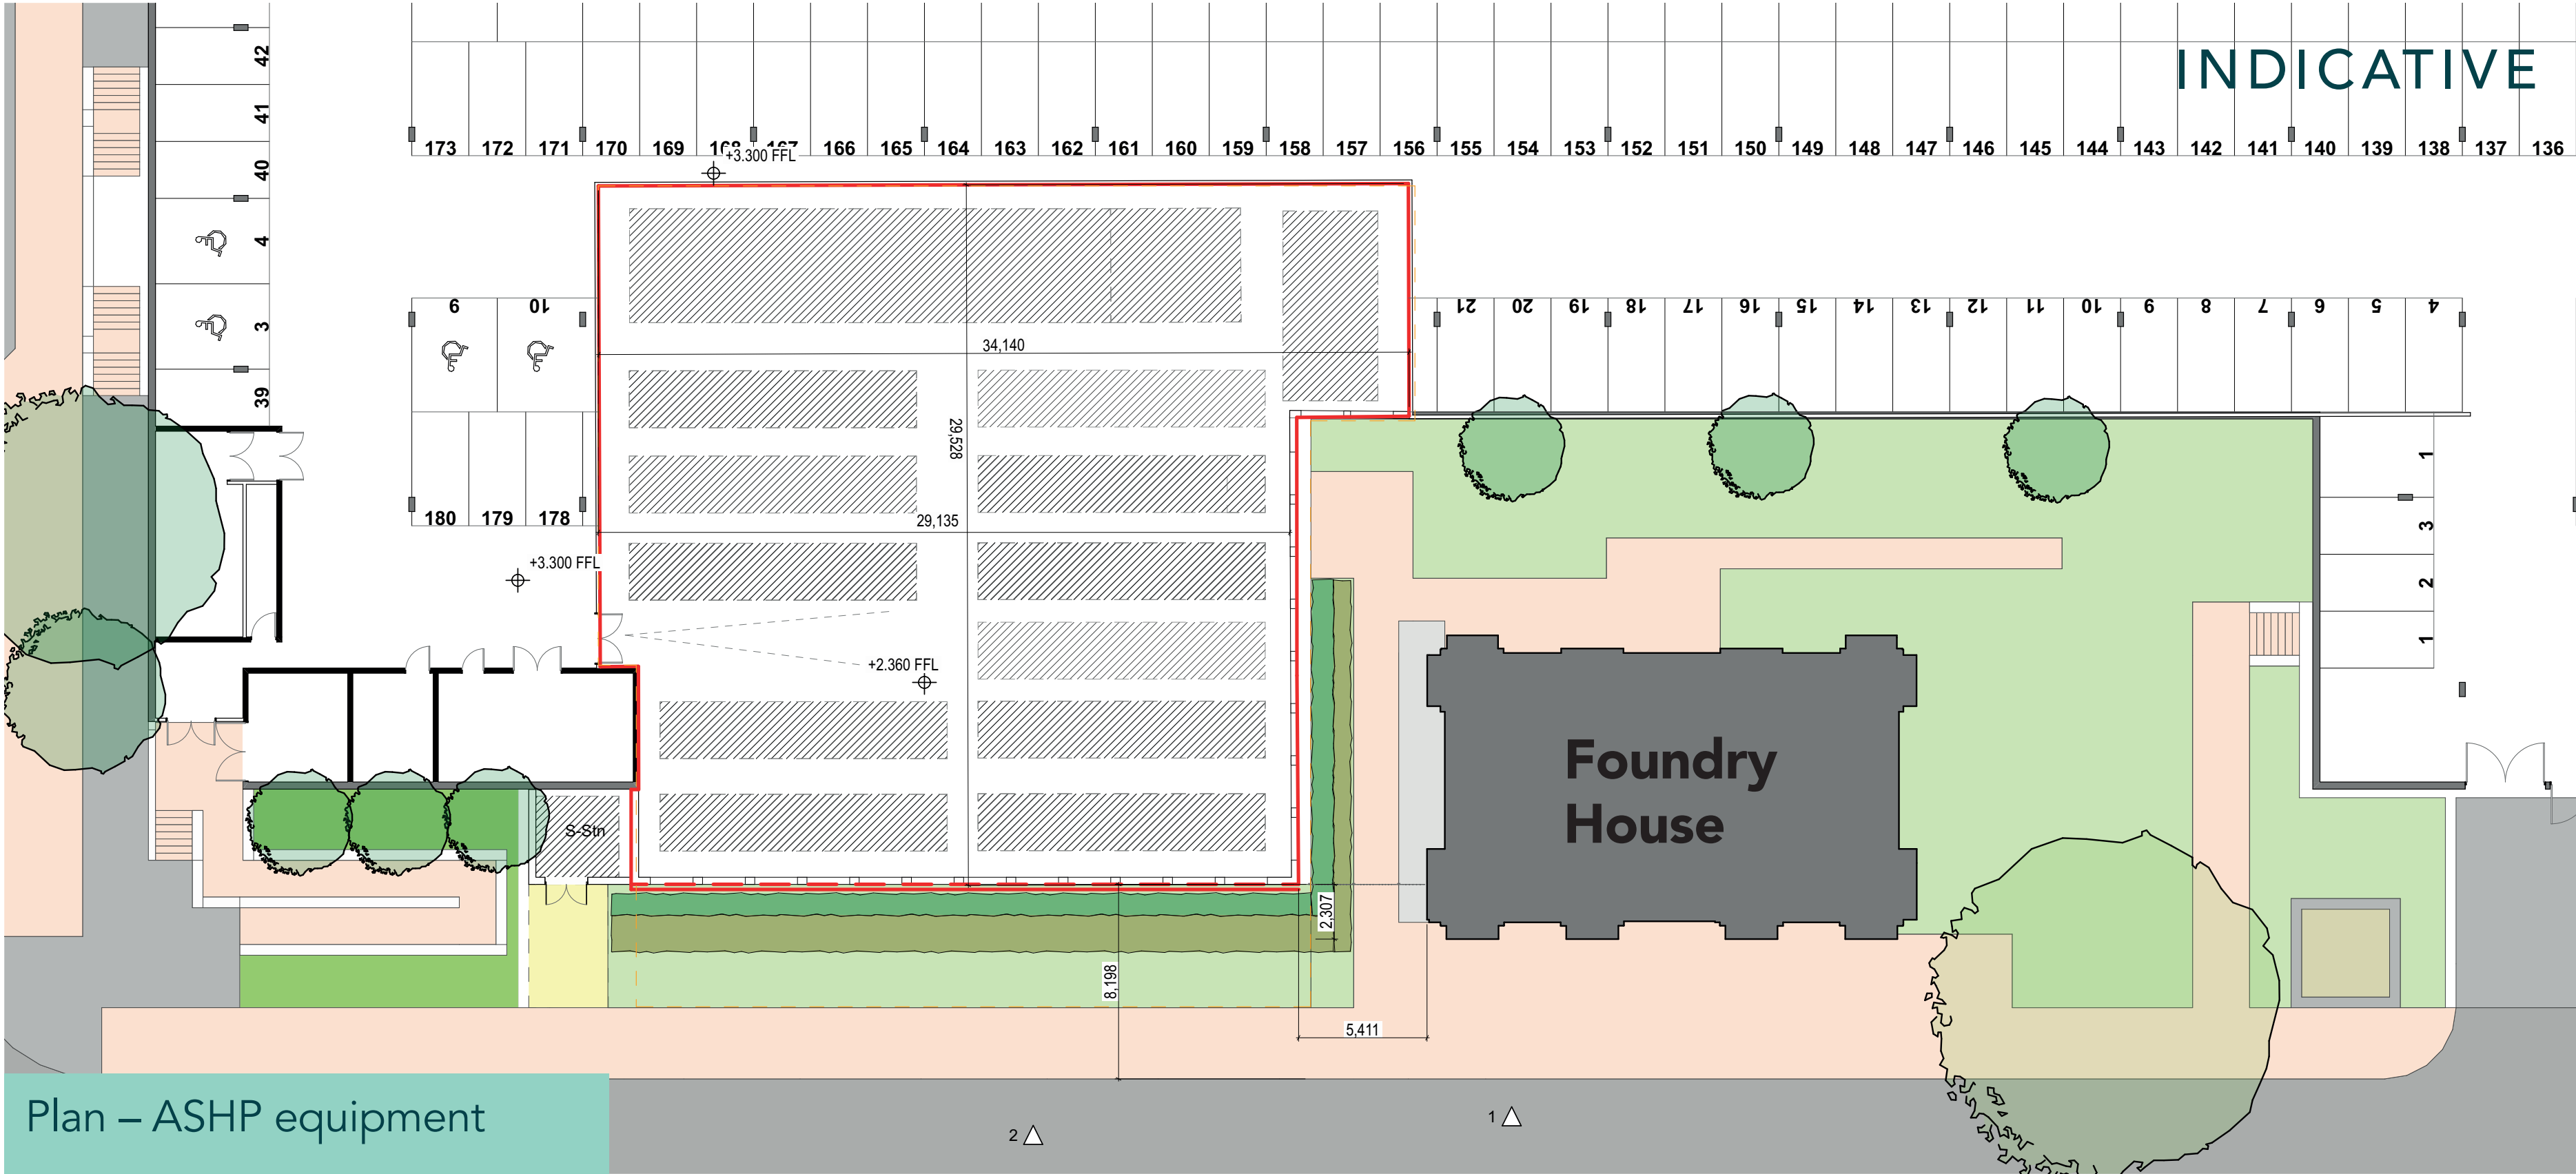 INDICATIVE
42
41
40
4
3
39
173 172 171 170 169 168 167 166 165 164 163 162 161 160 159 158 157 156 155 154 153 152 151 150 149 148 147 146 145 144 143 142 141 140 139 138 137 136
+3.300 FFL
9 10
21 20 19 18 17 16 15 14 13 12 11 10 9 8 7 6 5 4
34,140
29,528
29,135
180 179 178
+3.300 FFL
+2.360 FFL
1
3
2
1
Foundry
House
S-Stn
2,307
8,198
5,411
Plan – ASHP equipment
2
1